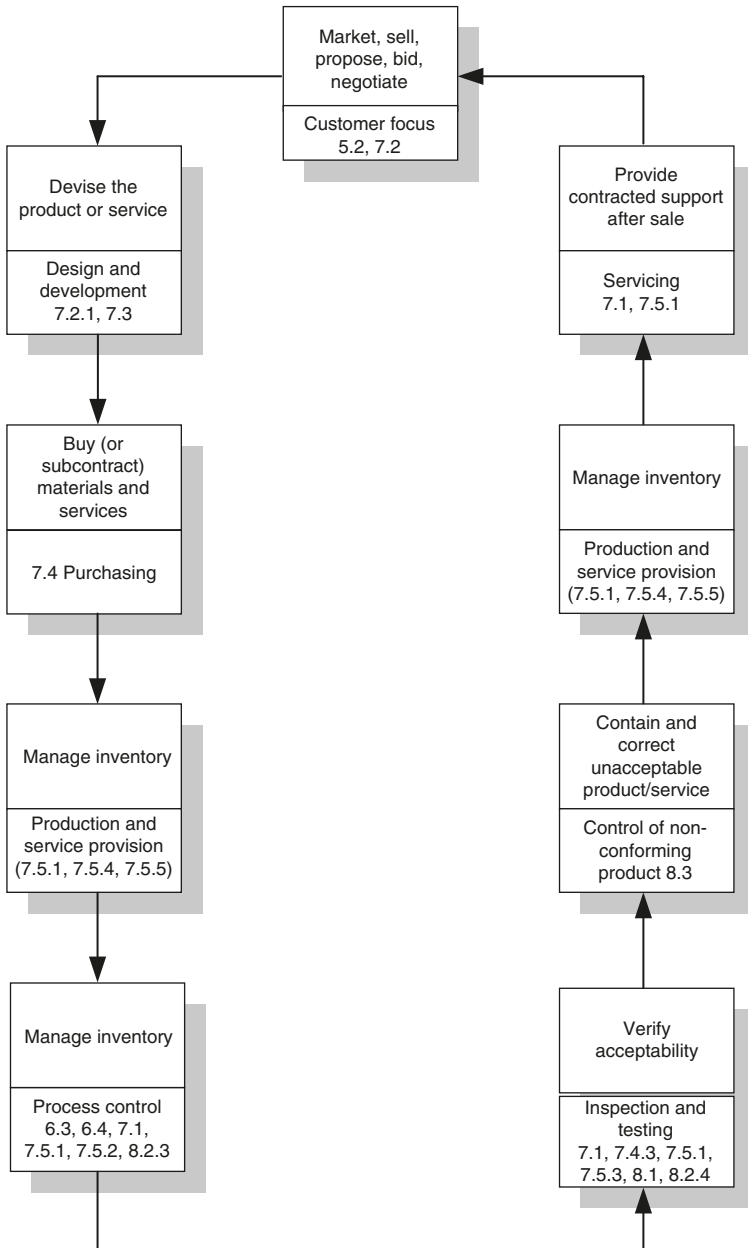 Market, sell,
propose, bid,
negotiate
Customer focus
5.2, 7.2
Devise the
product or service
Design and
development
7.2.1, 7.3
Buy (or
subcontract)
materials and
services
7.4 Purchasing
Manage inventory
Production and
service provision
(7.5.1, 7.5.4, 7.5.5)
Manage inventory
Process control
6.3, 6.4, 7.1,
7.5.1, 7.5.2, 8.2.3
Verify
acceptability
Inspection and
testing
7.1, 7.4.3, 7.5.1,
7.5.3, 8.1, 8.2.4
Contain and
correct
unacceptable
product/service
Control of non-
conforming
product 8.3
Manage inventory
Production and
service provision
(7.5.1, 7.5.4, 7.5.5)
Provide
contracted support
after sale
Servicing
7.1, 7.5.1